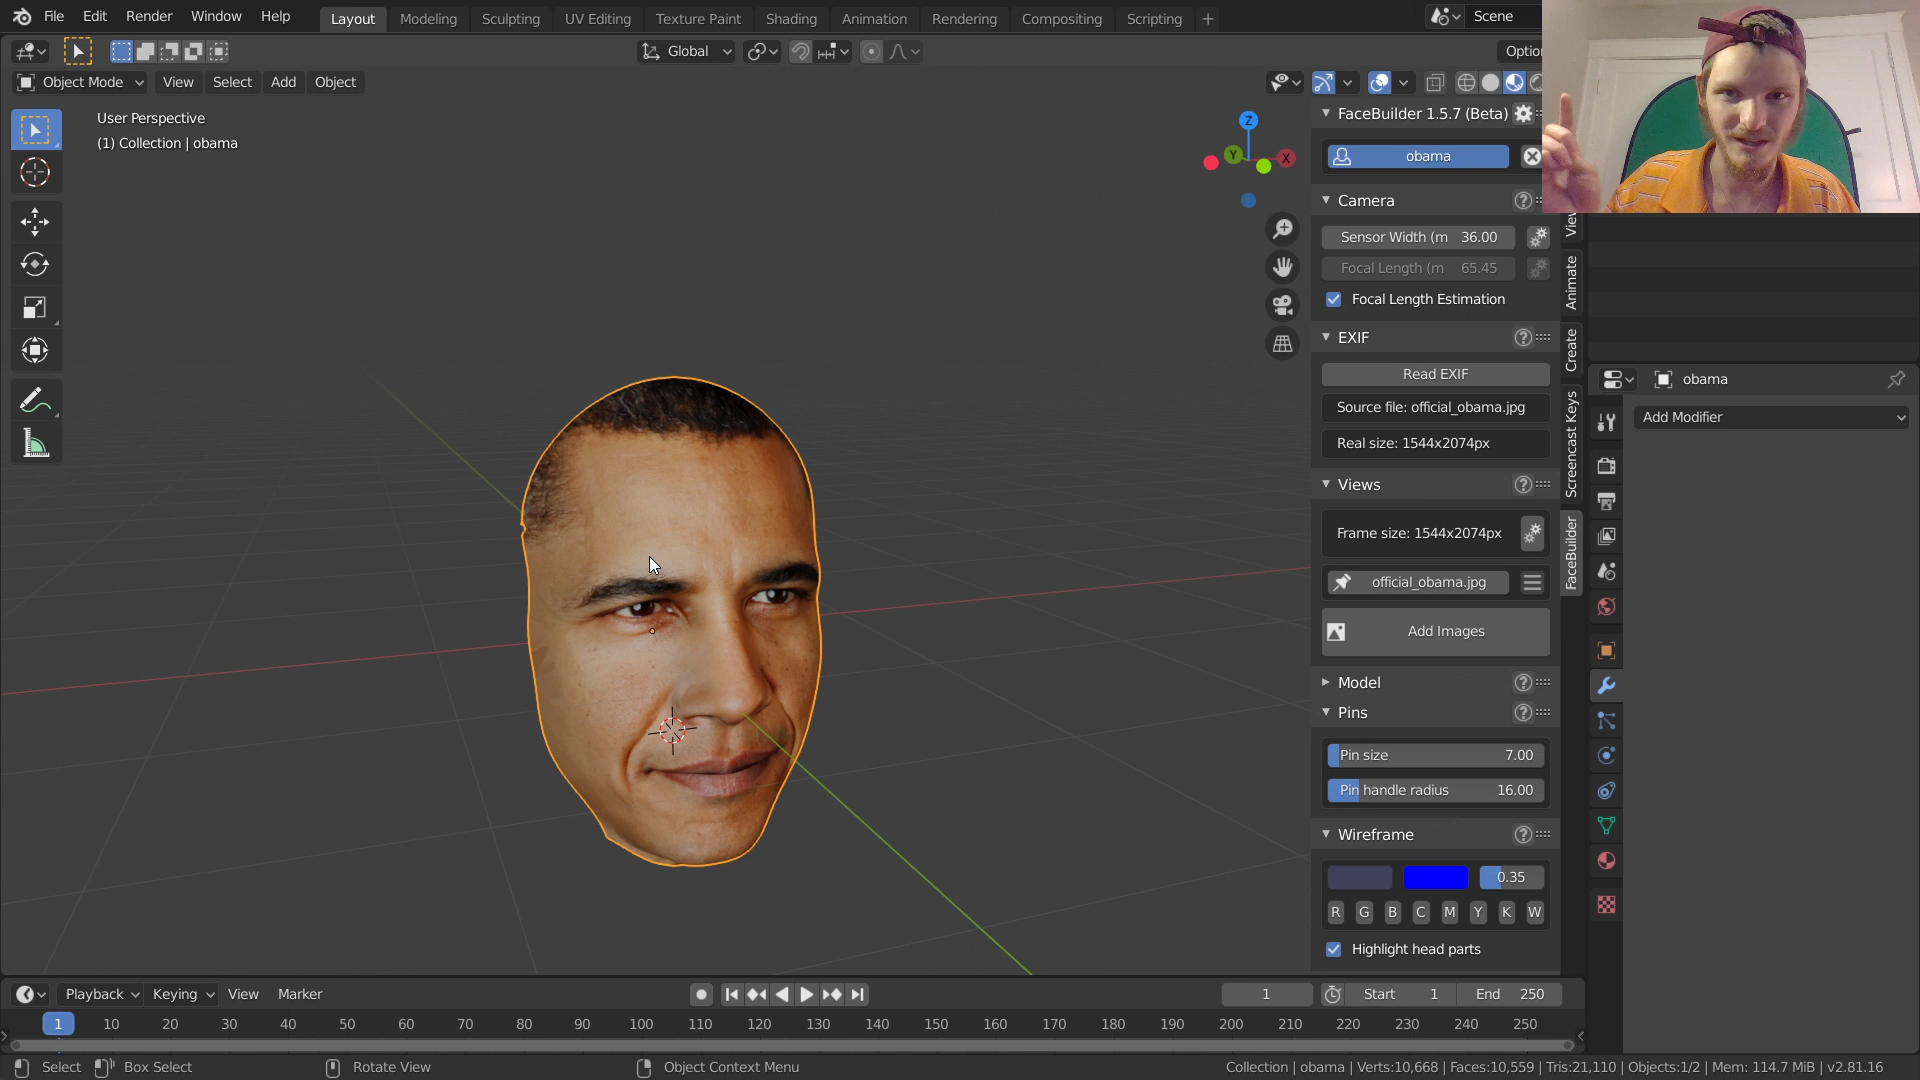 File Edit Render Window Help Layout Modeling Sculpting UV Editing Texture Paint Shading Animation Rendering Compositing Scripting + Scene
Global Optio
Object Mode View Select Add Object
User Perspective
(1) Collection | obama
Z
Y
X
FaceBuilder 1.5.7 (Beta)
obama
Camera
Sensor Width (m 36.00
Focal Length (m 65.45
Focal Length Estimation
EXIF
Read EXIF
Source file: official_obama.jpg
Real size: 1544x2074px
Views
Frame size: 1544x2074px
official_obama.jpg
Add Images
Model
Pins
Pin size 7.00
Pin handle radius 16.00
Wireframe
0.35
R G B C M Y K W
Highlight head parts
Animate
Create
Screencast Keys
FaceBuilder
obama
Add Modifier
Playback Keying View Marker 1 Start 1 End 250
1 10 20 30 40 50 60 70 80 90 100 110 120 130 140 150 160 170 180 190 200 210 220 230 240 250
Select Box Select Rotate View Object Context Menu Collection | obama | Verts:10,668 | Faces:10,559 | Tris:21,110 | Objects:1/2 | Mem: 114.7 MiB | v2.81.16